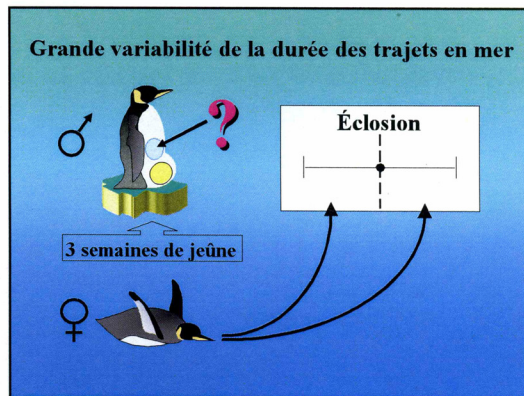 Grande variabilité de la durée des trajets en mer
?
Éclosion
3 semaines de jeûne